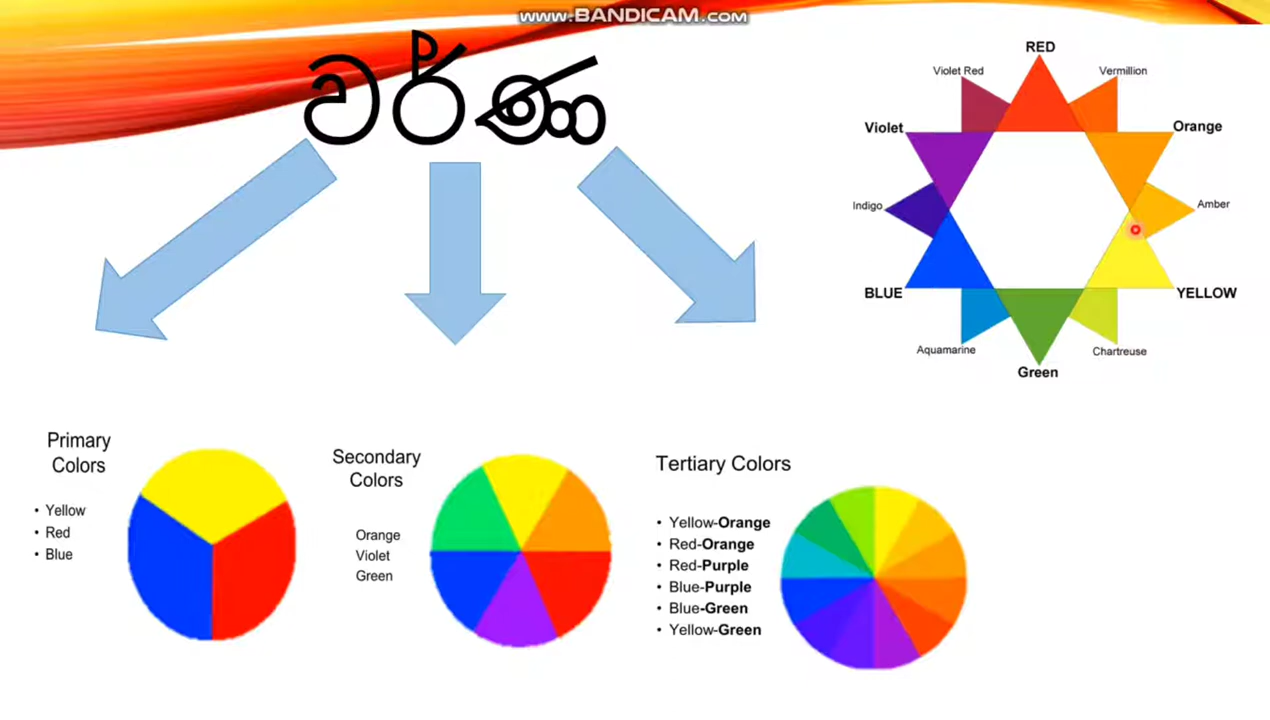 www.BANDICAM.com
වර්ණ
RED
Violet Red
Vermillion
Violet
Orange
Indigo
Amber
BLUE
YELLOW
Aquamarine
Chartreuse
Green
Primary
Colors
• Yellow
• Red
• Blue
Secondary
Colors
Orange
Violet
Green
Tertiary Colors
• Yellow-Orange
• Red-Orange
• Red-Purple
• Blue-Purple
• Blue-Green
• Yellow-Green